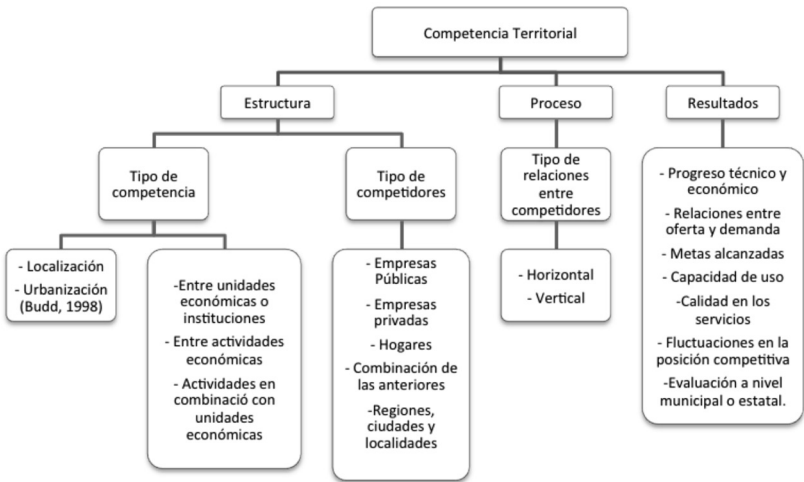 Competencia Territorial
Estructura
Proceso
Resultados
Tipo de
competencia
Tipo de
competidores
Tipo de
relaciones
entre
competidores
- Localización
- Urbanización
(Budd, 1998)
-Entre unidades
económicas o
instituciones
- Entre actividades
económicas
- Actividades en
combinació con
unidades
económicas
- Empresas
Públicas
- Empresas
privadas
- Hogares
- Combinación de
las anteriores
-Regiones,
ciudades y
localidades
- Horizontal
- Vertical
- Progreso técnico y
económico
- Relaciones entre
oferta y demanda
- Metas alcanzadas
- Capacidad de uso
-Calidad en los
servicios
- Fluctuaciones en la
posición competitiva
-Evaluación a nivel
municipal o estatal.